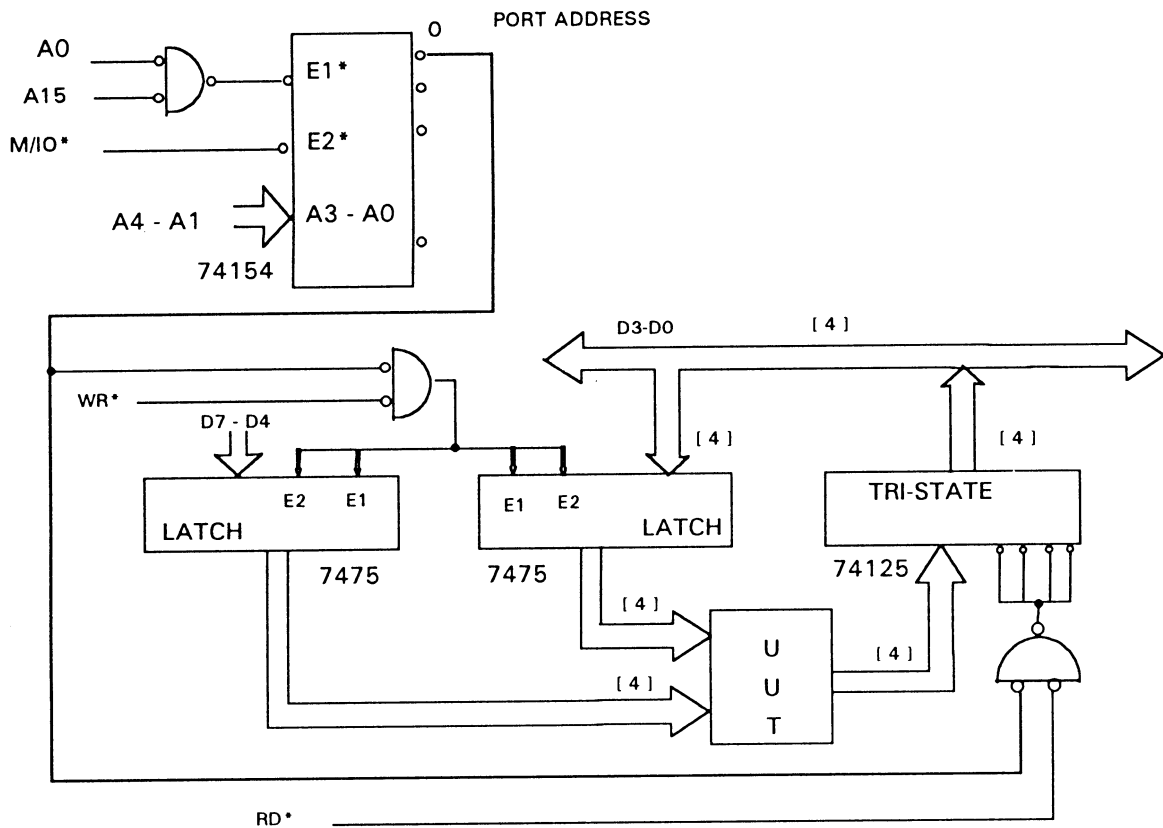 PORT ADDRESS
0
A0
A15
M/IO*
E1*
E2*
A4 - A1
A3 - A0
74154
D3-D0
[ 4 ]
WR*
D7 - D4
[ 4 ]
[ 4 ]
E2 E1
LATCH
7475
E1 E2
LATCH
7475
TRI-STATE
74125
[ 4 ]
[ 4 ]
[ 4 ]
U
U
T
RD*